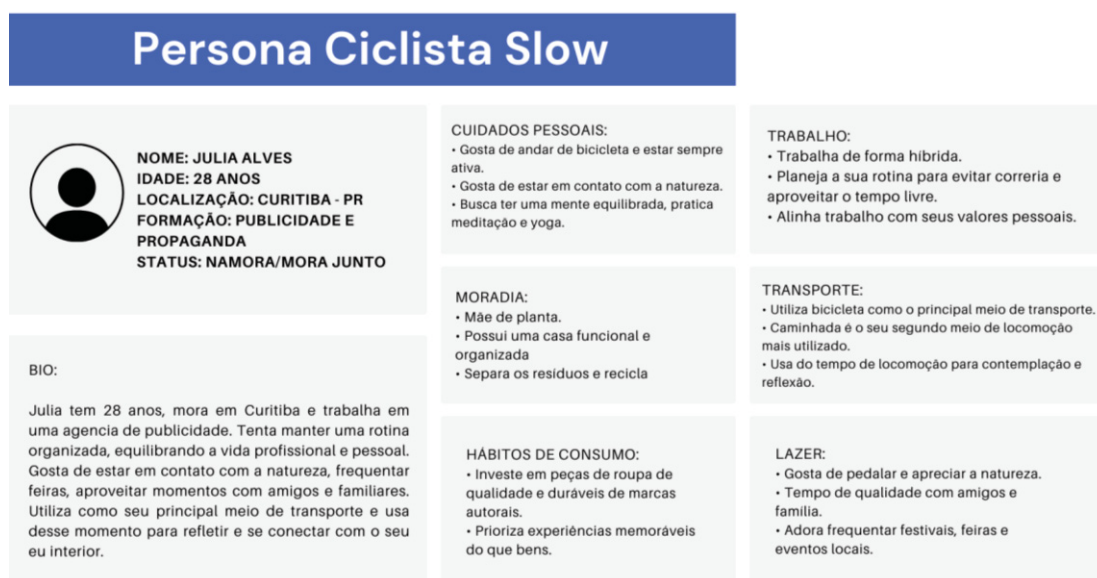 Persona Ciclista Slow
NOME: JULIA ALVES
IDADE: 28 ANOS
LOCALIZAÇÃO: CURITIBA - PR
FORMAÇÃO: PUBLICIDADE E
PROPAGANDA
STATUS: NAMORA/MORA JUNTO
BIO:
Julia tem 28 anos, mora em Curitiba e trabalha em
uma agencia de publicidade. Tenta manter uma rotina
organizada, equilibrando a vida profissional e pessoal.
Gosta de estar em contato com a natureza, frequentar
feiras, aproveitar momentos com amigos e familiares.
Utiliza como seu principal meio de transporte e usa
desse momento para refletir e se conectar com o seu
eu interior.
CUIDADOS PESSOAIS:
• Gosta de andar de bicicleta e estar sempre
ativa.
• Gosta de estar em contato com a natureza.
• Busca ter uma mente equilibrada, pratica
meditação e yoga.
MORADIA:
• Mãe de planta.
• Possui uma casa funcional e
organizada
• Separa os resíduos e recicla
HÁBITOS DE CONSUMO:
• Investe em peças de roupa de
qualidade e duráveis de marcas
autorais.
• Prioriza experiências memoráveis
do que bens.
TRABALHO:
• Trabalha de forma híbrida.
• Planeja a sua rotina para evitar correria e
aproveitar o tempo livre.
• Alinha trabalho com seus valores pessoais.
TRANSPORTE:
• Utiliza bicicleta como o principal meio de transporte.
• Caminhada é o seu segundo meio de locomoção
mais utilizado.
• Usa do tempo de locomoção para contemplação e
reflexão.
LAZER:
• Gosta de pedalar e apreciar a natureza.
• Tempo de qualidade com amigos e
família.
• Adora frequentar festivais, feiras e
eventos locais.